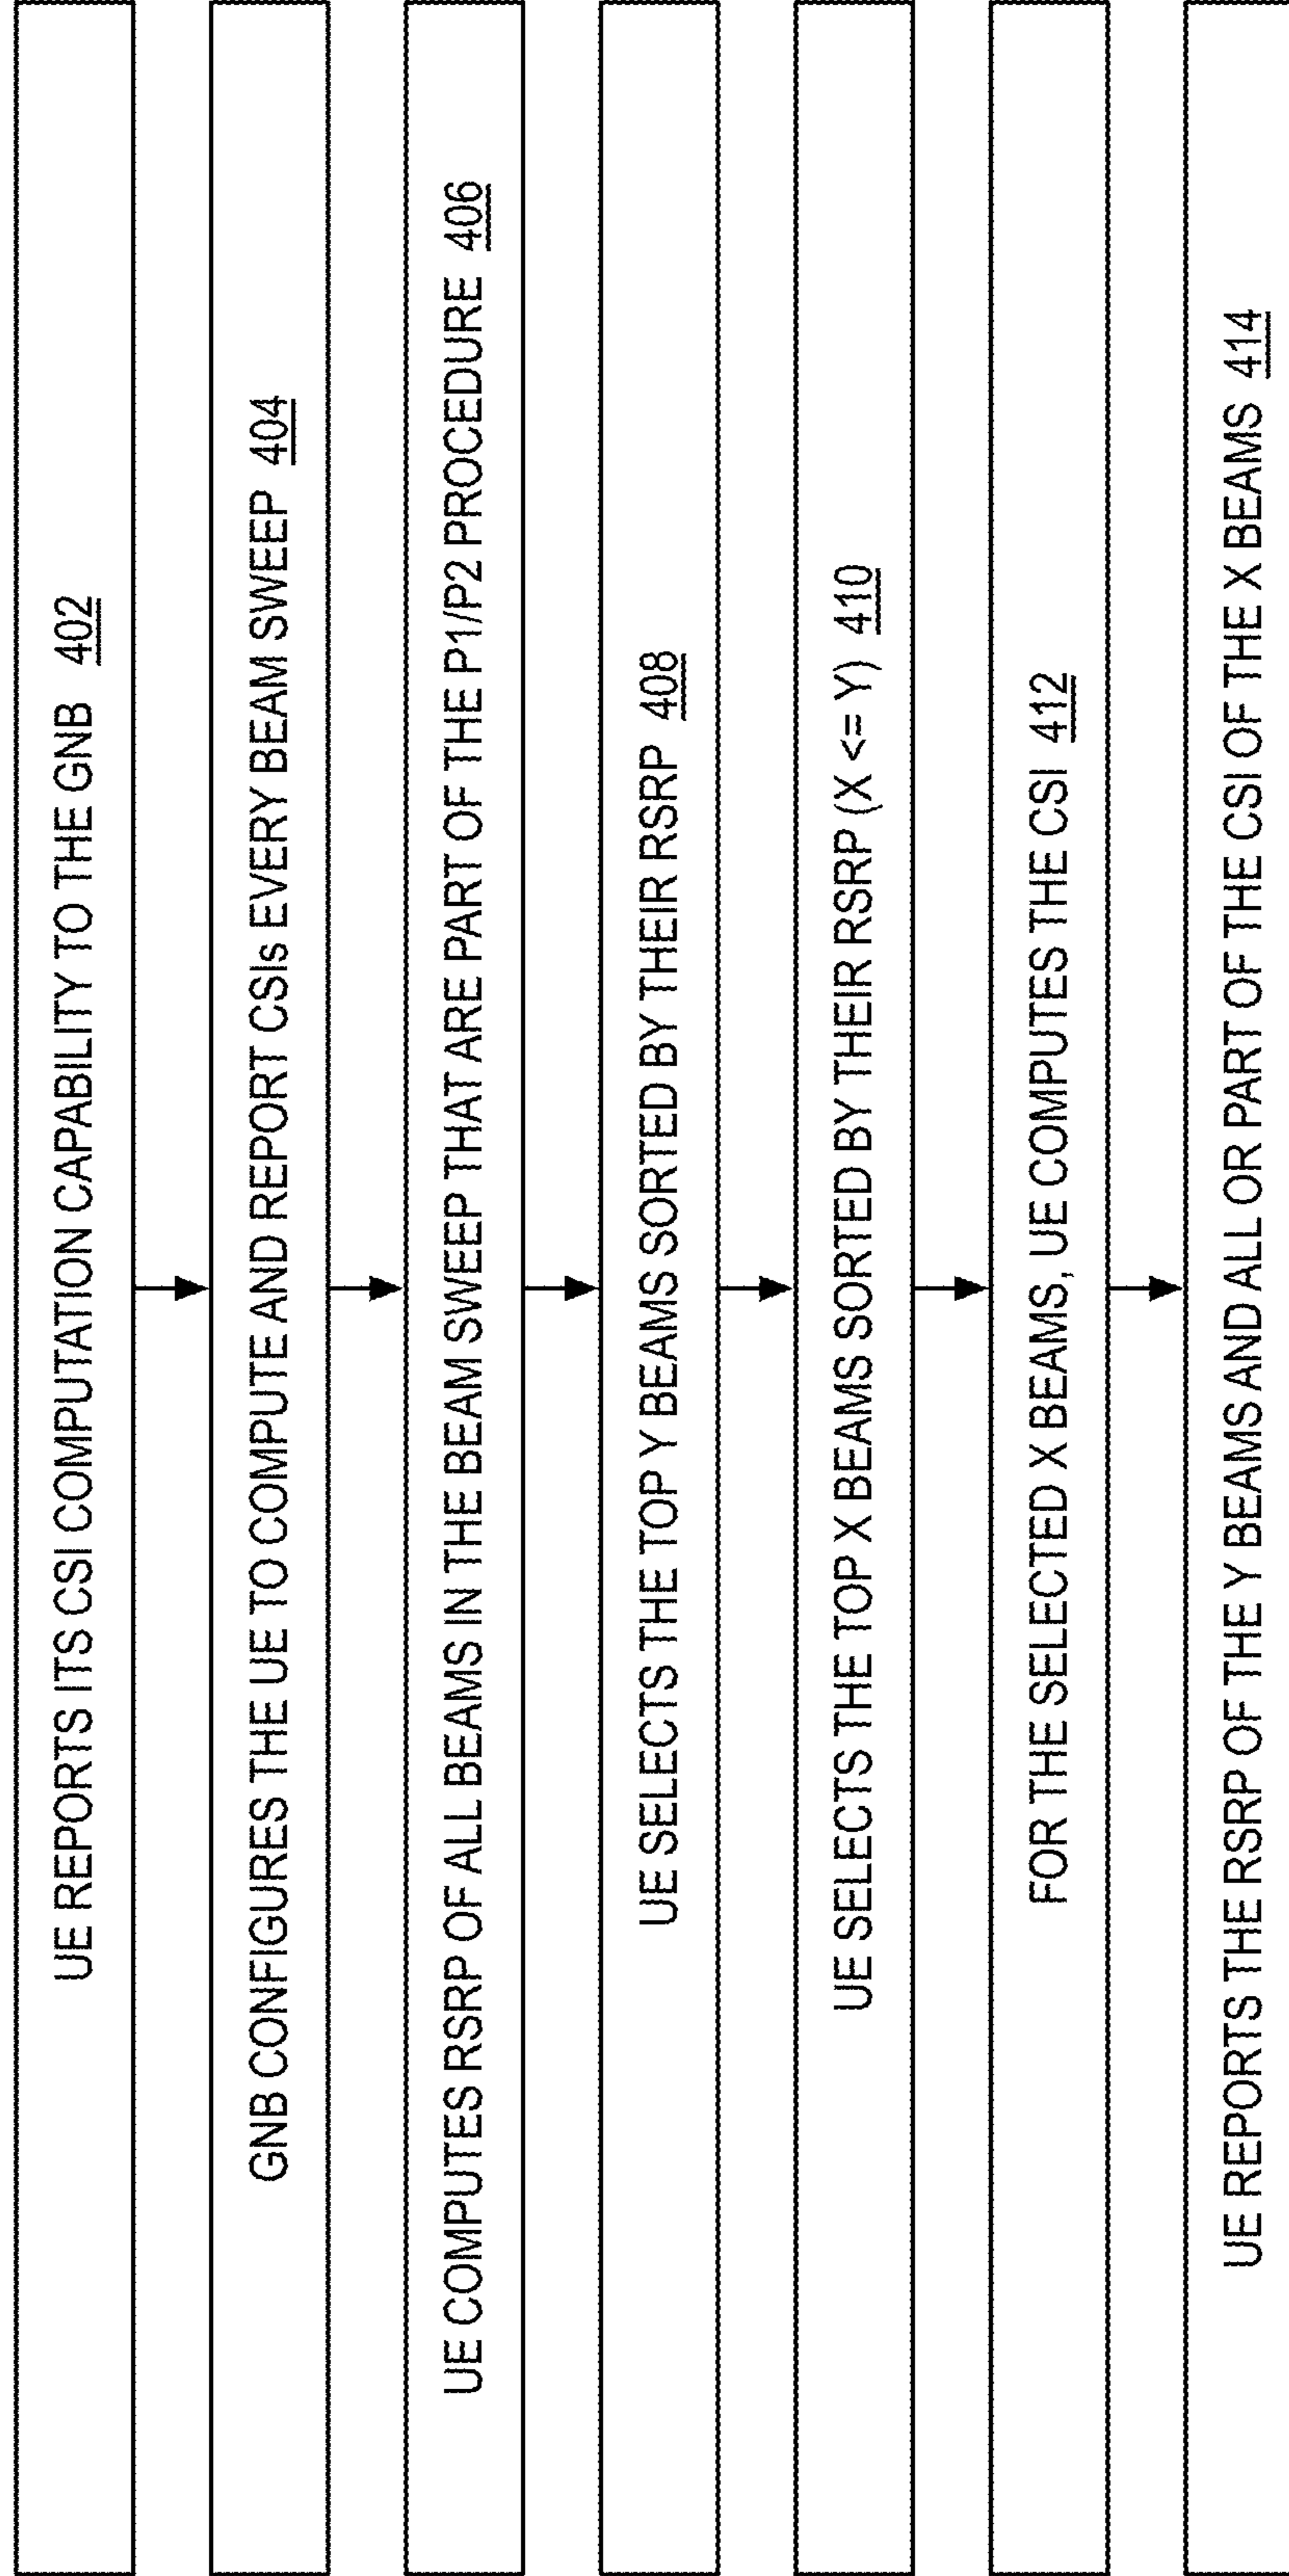 UE REPORTS ITS CSI COMPUTATION CAPABILITY TO THE GNB 402
GNB CONFIGURES THE UE TO COMPUTE AND REPORT CSIs EVERY BEAM SWEEP 404
UE COMPUTES RSRP OF ALL BEAMS IN THE BEAM SWEEP THAT ARE PART OF THE P1/P2 PROCEDURE 406
UE SELECTS THE TOP Y BEAMS SORTED BY THEIR RSRP 408
UE SELECTS THE TOP X BEAMS SORTED BY THEIR RSRP (X <= Y) 410
FOR THE SELECTED X BEAMS, UE COMPUTES THE CSI 412
UE REPORTS THE RSRP OF THE Y BEAMS AND ALL OR PART OF THE CSI OF THE X BEAMS 414